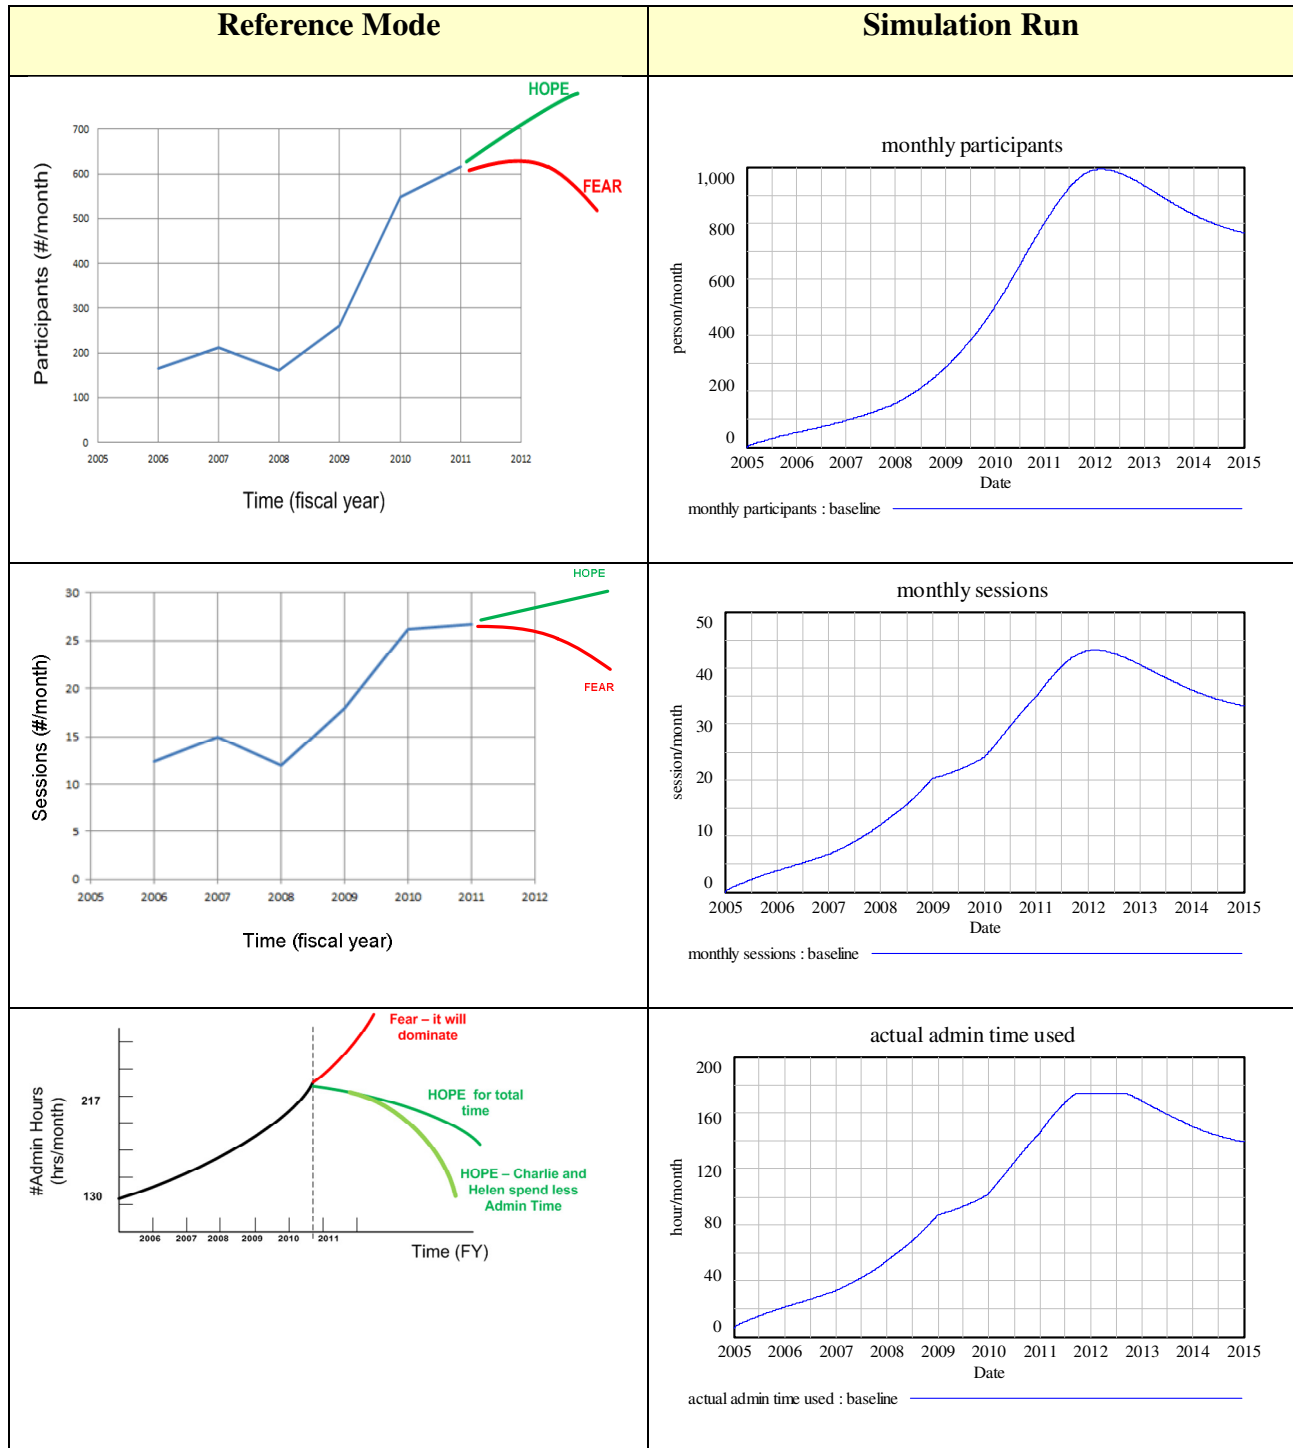 Reference Mode
Simulation Run
HOPE
FEAR
700
600
500
400
300
200
100
0
2005 2006 2007 2008 2009 2010 2011 2012
Participants (#/month)
Time (fiscal year)
monthly participants
1,000
800
600
400
200
0
person/month
2005 2006 2007 2008 2009 2010 2011 2012 2013 2014 2015
Date
monthly participants : baseline
HOPE
FEAR
30
25
20
15
10
5
0
2005 2006 2007 2008 2009 2010 2011 2012
Sessions (#/month)
Time (fiscal year)
monthly sessions
50
40
30
20
10
0
session/month
2005 2006 2007 2008 2009 2010 2011 2012 2013 2014 2015
Date
monthly sessions : baseline
Fear – it will
dominate
HOPE for total
time
HOPE – Charlie and
Helen spend less
Admin Time
#Admin Hours
(hrs/month)
217
130
2006 2007 2008 2009 2010 2011
Time (FY)
actual admin time used
200
160
120
80
40
0
hour/month
2005 2006 2007 2008 2009 2010 2011 2012 2013 2014 2015
Date
actual admin time used : baseline